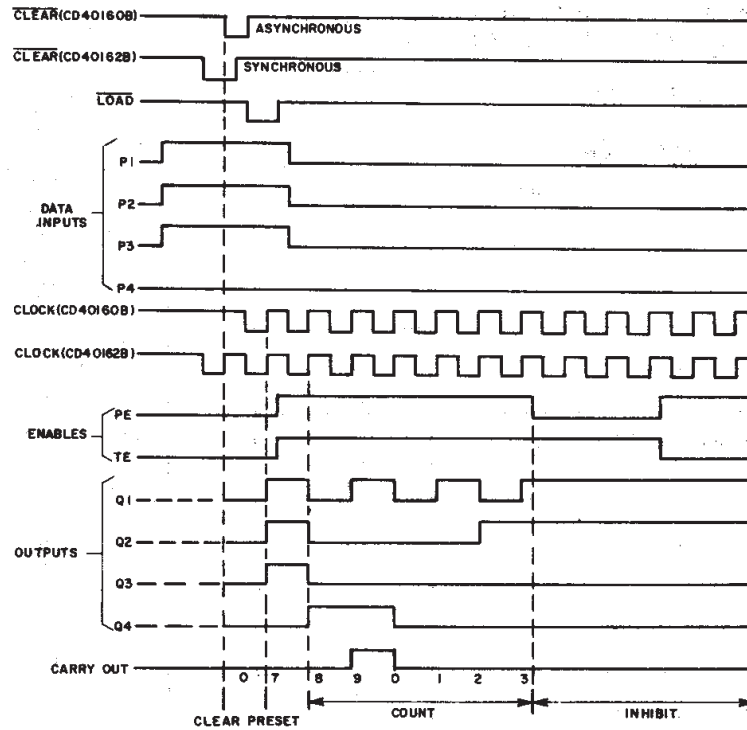 CLEAR(CD40160B)
ASYNCHRONOUS
CLEAR(CD40162B)
SYNCHRONOUS
LOAD
P1
P2
DATA
INPUTS
P3
P4
CLOCK(CD40160B)
CLOCK(CD40162B)
PE
ENABLES
TE
Q1
Q2
OUTPUTS
Q3
Q4
CARRY OUT
0 7 8 9 0 1 2 3
CLEAR PRESET
COUNT
INHIBIT